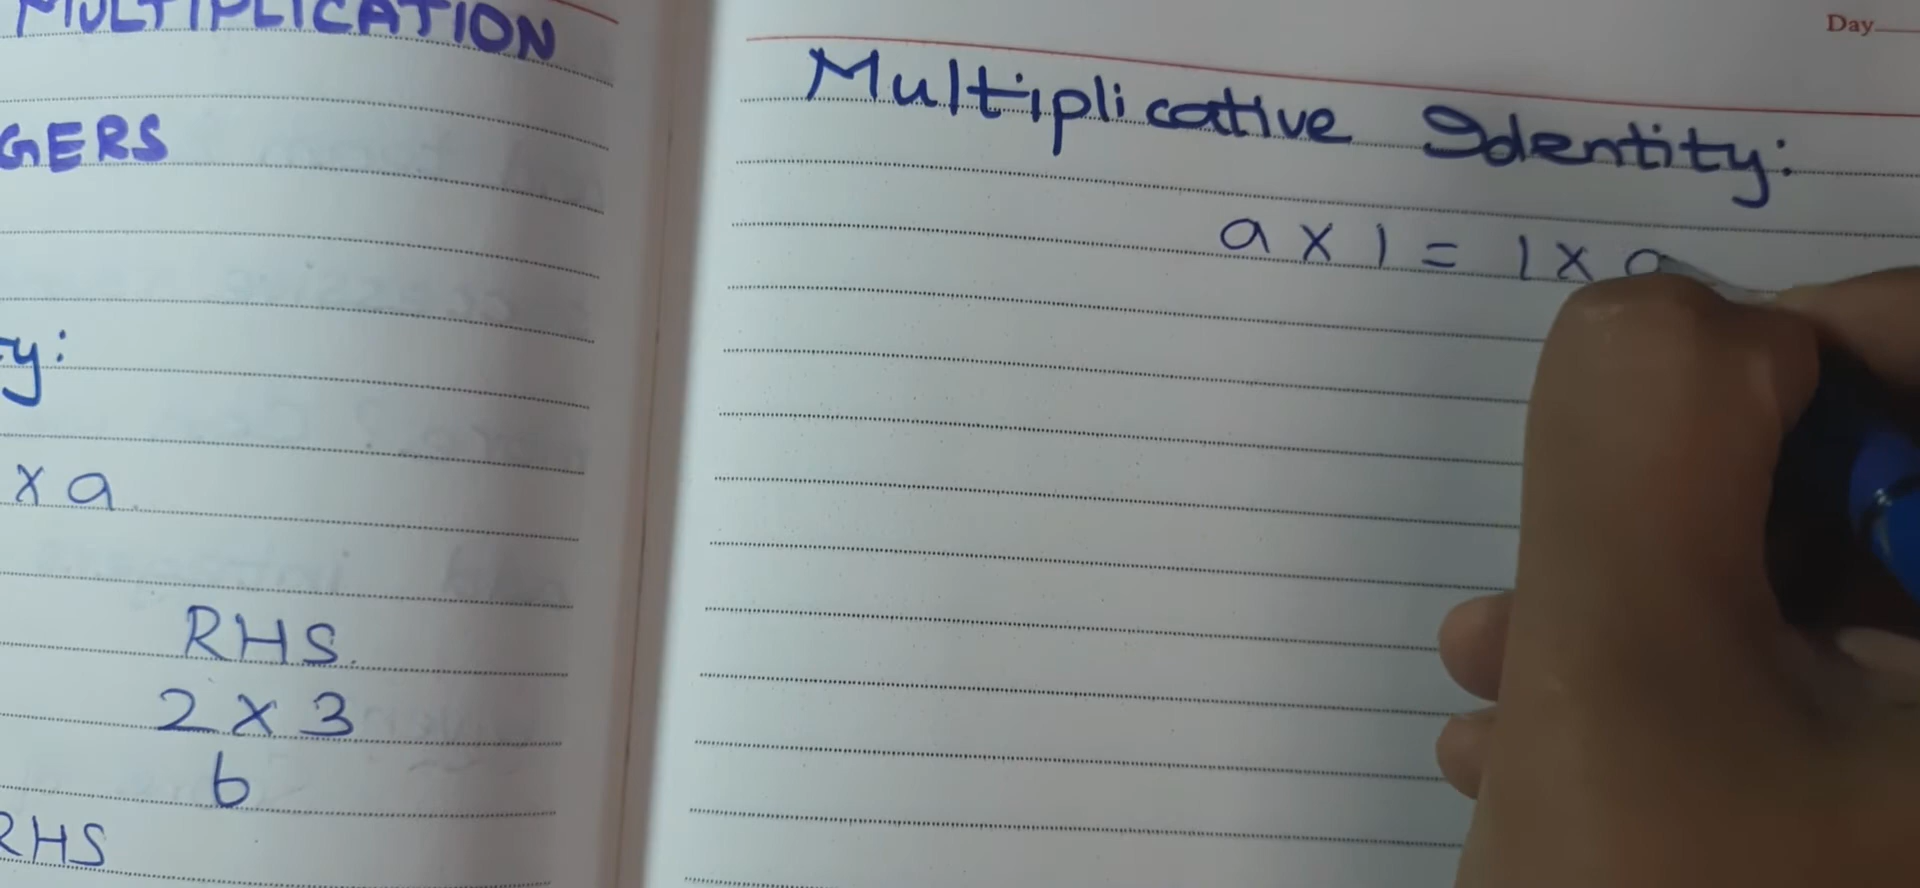 MULTIPLICATION
GERS
y:
x a
RHS
2 x 3
6
RHS
Day
Multiplicative Identity:
a x 1 = 1 x a